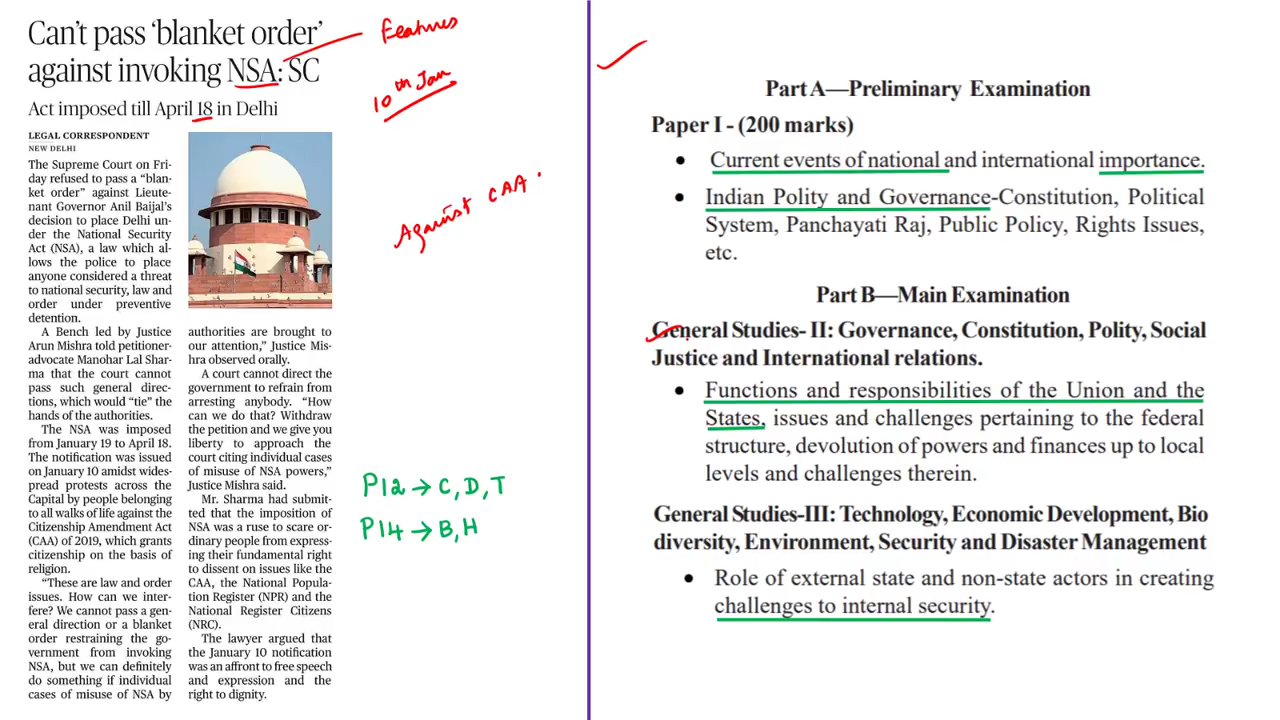 Can't pass 'blanket order'
against invoking NSA: SC
Act imposed till April 18 in Delhi
LEGAL CORRESPONDENT
NEW DELHI
The Supreme Court on Fri-
day refused to pass a “blan-
ket order” against Lieute-
nant Governor Anil Baijal’s
decision to place Delhi un-
der the National Security
Act (NSA), a law which al-
lows the police to place
anyone considered a threat
to national security, law and
order under preventive
detention.
A Bench led by Justice
Arun Mishra told petitioner-
advocate Manohar Lal Shar-
ma that the court cannot
pass such general direc-
tions, which would “tie” the
hands of the authorities.
The NSA was imposed
from January 19 to April 18.
The notification was issued
on January 10 amidst wides-
pread protests across the
Capital by people belonging
to all walks of life against the
Citizenship Amendment Act
(CAA) of 2019, which grants
citizenship on the basis of
religion.
“These are law and order
issues. How can we inter-
fere? We cannot pass a gen-
eral direction or a blanket
order restraining the go-
vernment from invoking
NSA, but we can definitely
do something if individual
cases of misuse of NSA by
authorities are brought to
our attention,” Justice Mis-
hra observed orally.
A court cannot direct the
government to refrain from
arresting anybody. “How
can we do that? Withdraw
the petition and we give you
liberty to approach the
court citing individual cases
of misuse of NSA powers,”
Justice Mishra said.
Mr. Sharma had submit-
ted that the imposition of
NSA was a ruse to scare or-
dinary people from express-
ing their fundamental right
to dissent on issues like the
CAA, the National Popula-
tion Register (NPR) and the
National Register Citizens
(NRC).
The lawyer argued that
the January 10 notification
was an affront to free speech
and expression and the
right to dignity.
Features
10th Jan
Against CAA
P12 → C, D, T
P14 → B, H
Part A—Preliminary Examination
Paper I - (200 marks)
• Current events of national and international importance.
• Indian Polity and Governance-Constitution, Political
System, Panchayati Raj, Public Policy, Rights Issues,
etc.
Part B—Main Examination
General Studies- II: Governance, Constitution, Polity, Social
Justice and International relations.
• Functions and responsibilities of the Union and the
States, issues and challenges pertaining to the federal
structure, devolution of powers and finances up to local
levels and challenges therein.
General Studies-III: Technology, Economic Development, Bio
diversity, Environment, Security and Disaster Management
• Role of external state and non-state actors in creating
challenges to internal security.